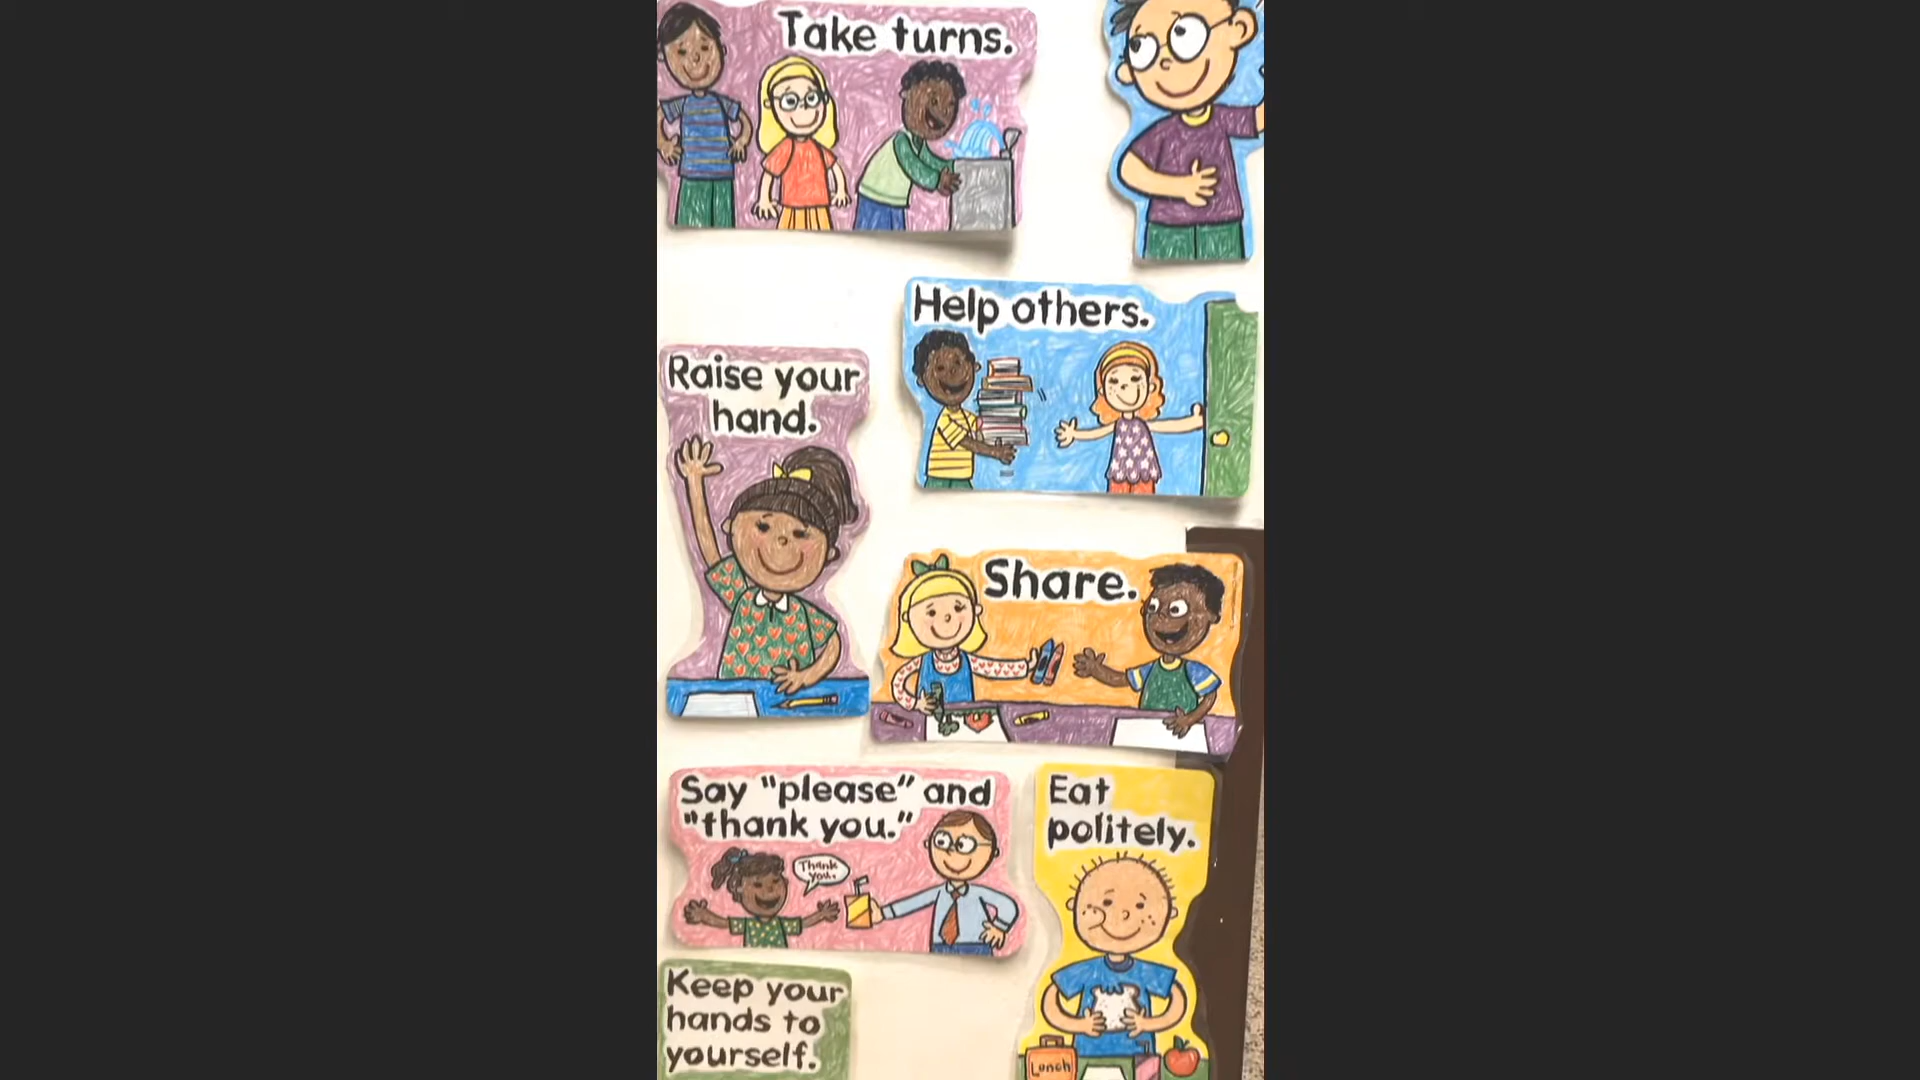 Take turns.
Help others.
Raise your
hand.
Share.
Say "please" and
"thank you."
Thank
you.
Eat
politely.
Keep your
hands to
yourself.
Lunch